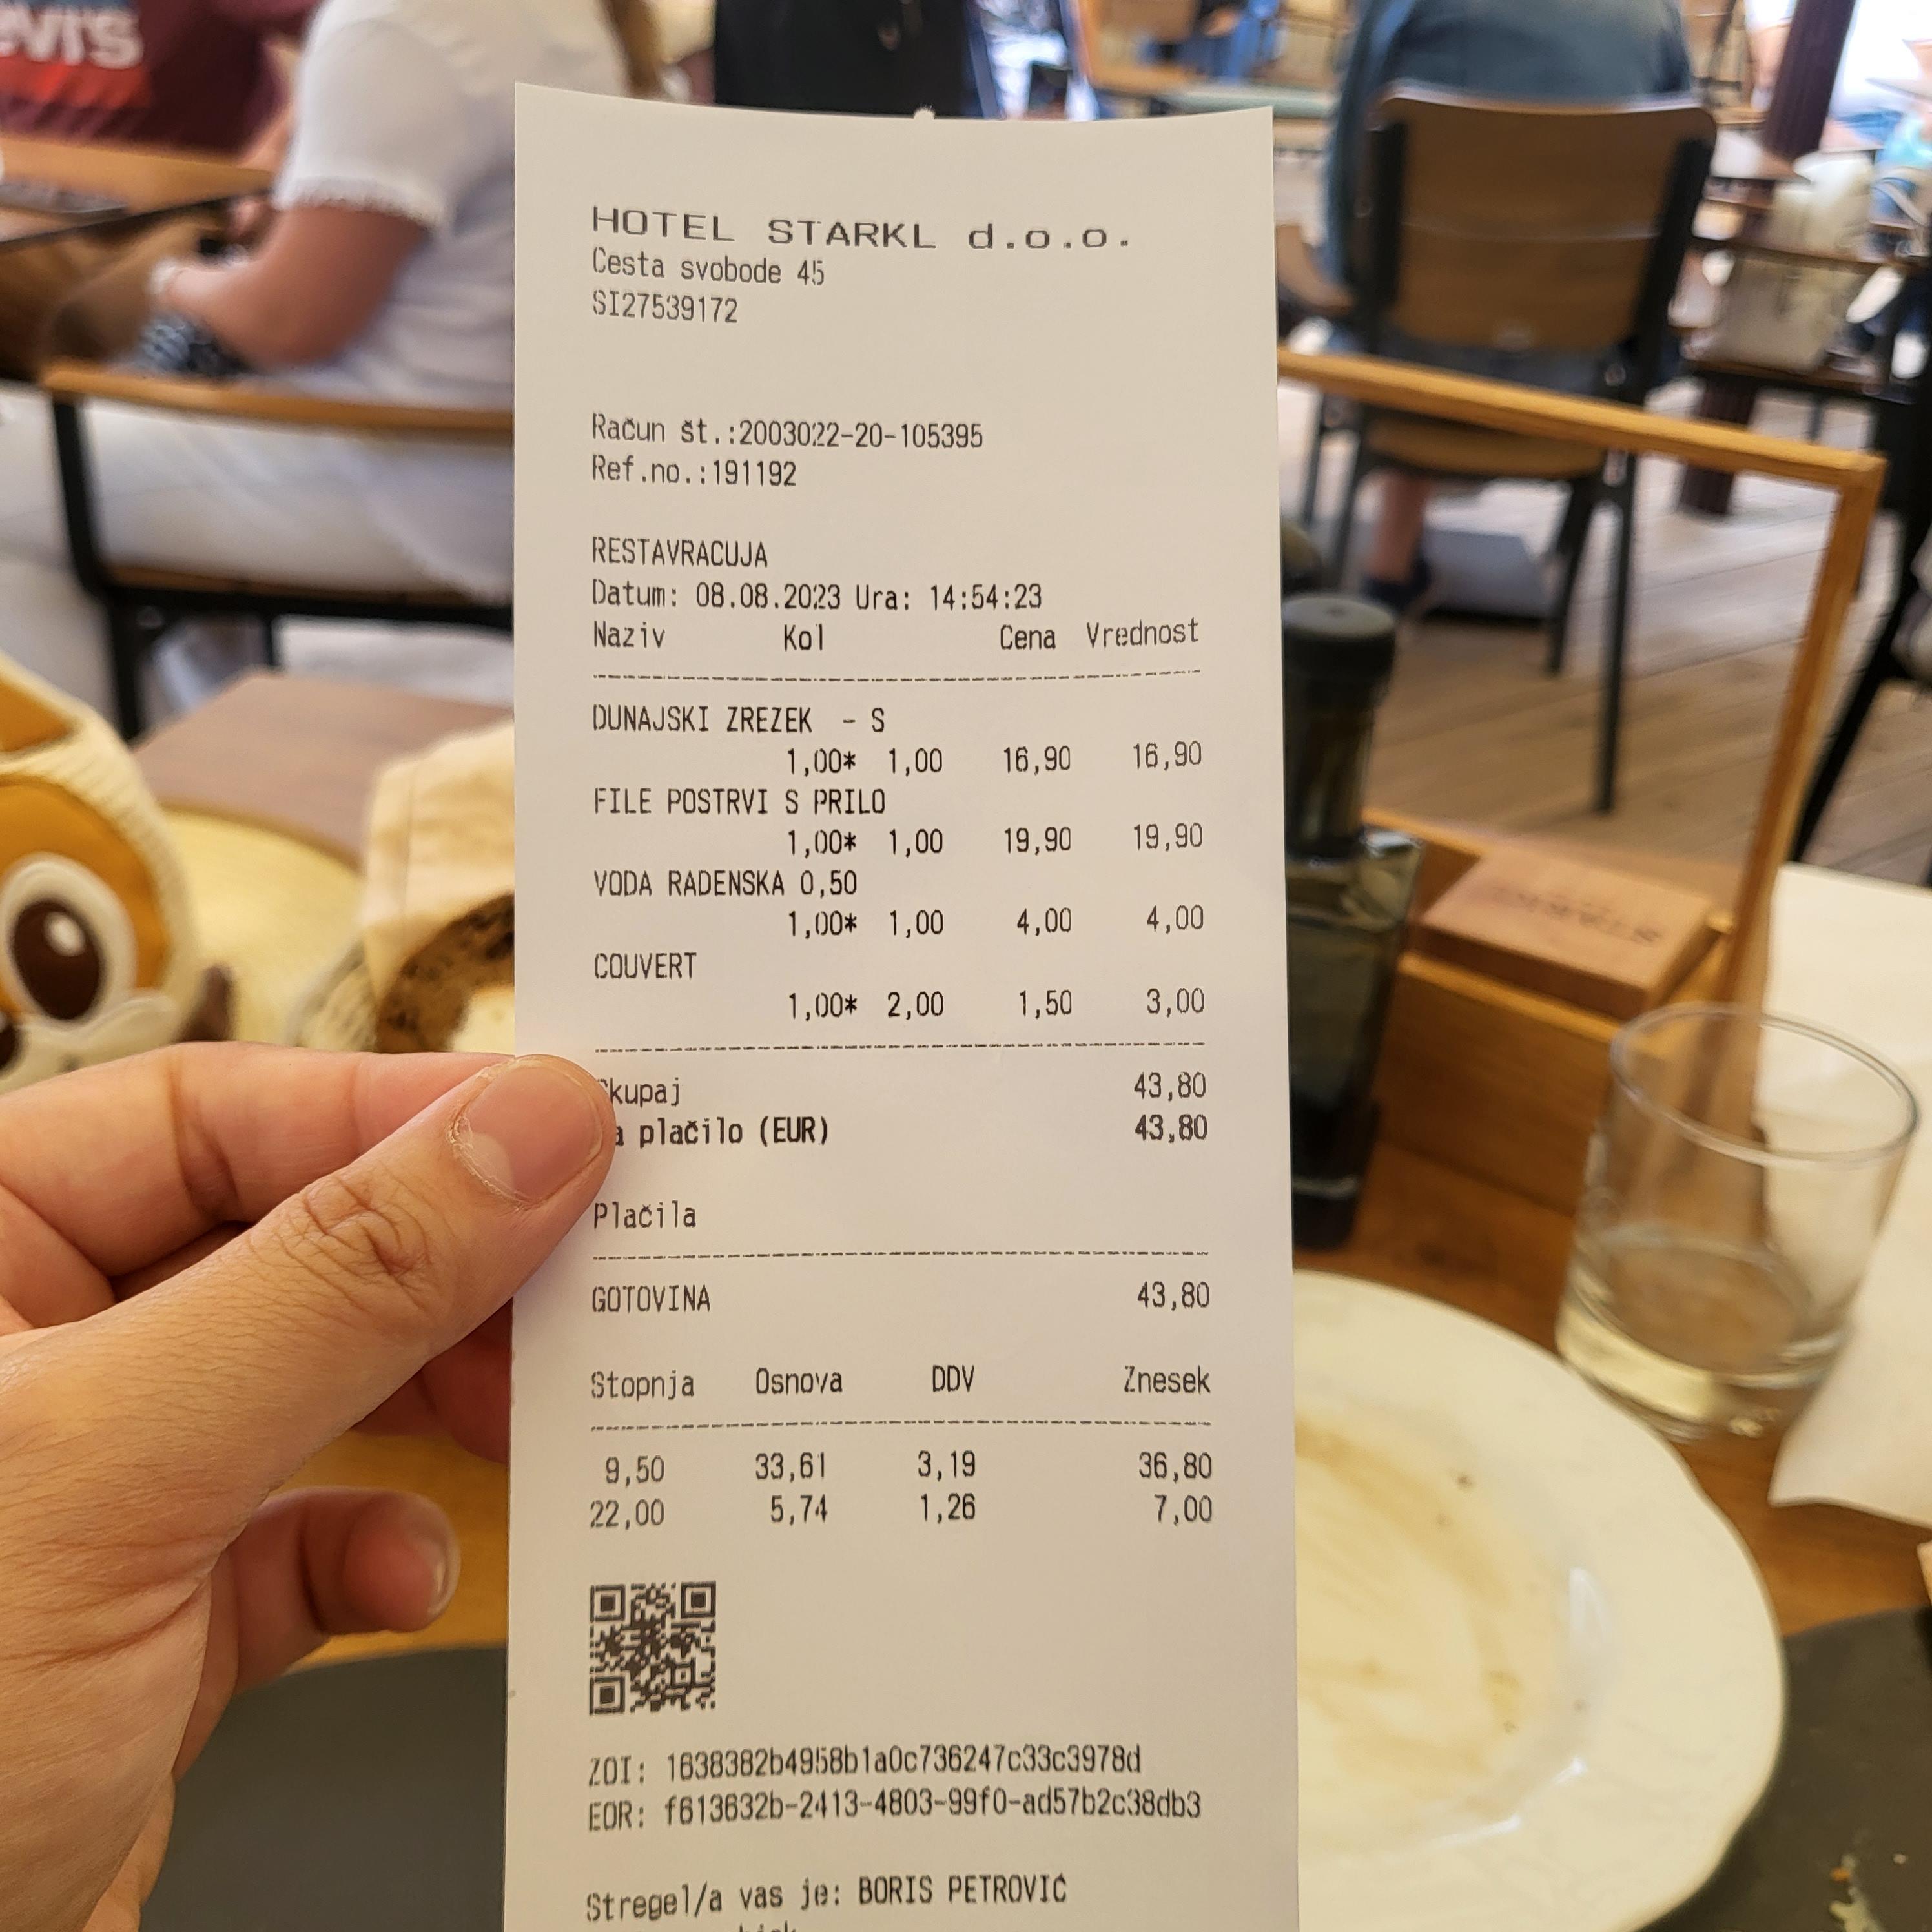 EVI'S
HOTEL STARKL d.o.o.
Cesta svobode 45
SI27539172
Račun št.:2003022-20-105395
Ref.no.:191192
RESTAVRACUJA
Datum: 08.08.2023 Ura: 14:54:23
Naziv Kol Cena Vrednost
DUNAJSKI ZREZEK - S
1,00* 1,00 16,90 16,90
FILE POSTRVI S PRILO
1,00* 1,00 19,90 19,90
VODA RADENSKA 0,50
1,00* 1,00 4,00 4,00
COUVERT
1,00* 2,00 1,50 3,00
Skupaj 43,80
a plačilo (EUR) 43,80
Plačila
GOTOVINA 43,80
Stopnja Osnova DDV Znesek
9,50 33,61 3,19 36,80
22,00 5,74 1,26 7,00
ZOI: 1638382b4958b1a0c736247c33c3978d
EOR: f613632b-2413-4803-99f0-ad57b2c38db3
Stregel/a vas je: BORIS PETROVIĆ